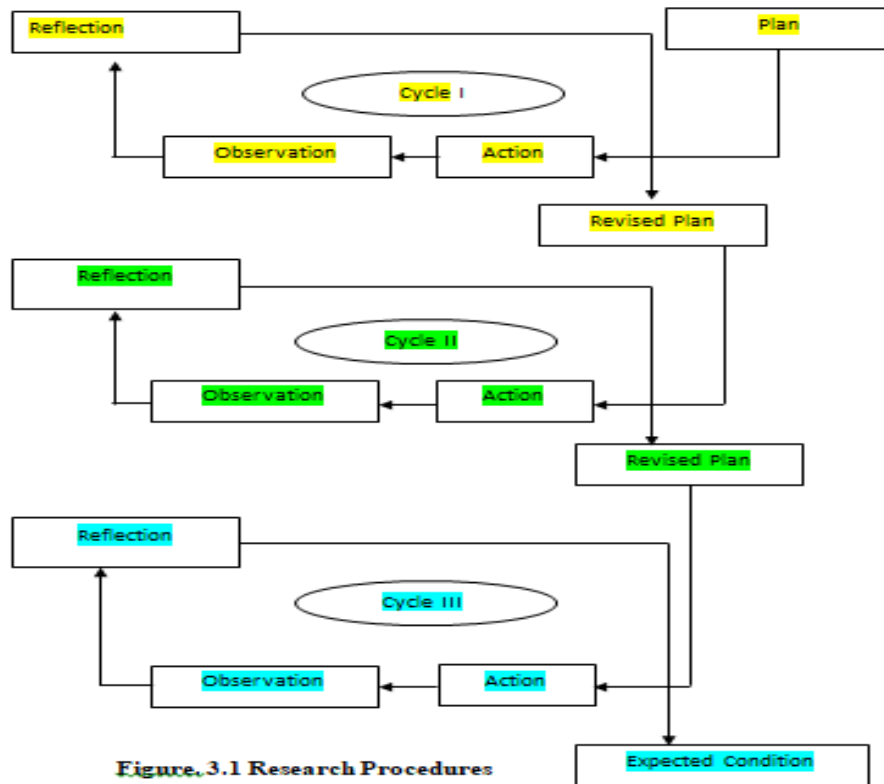 Reflection
Plan
Cycle I
Observation
Action
Revised Plan
Reflection
Cycle II
Observation
Action
Revised Plan
Reflection
Cycle III
Observation
Action
Expected Condition
Figure. 3.1 Research Procedures